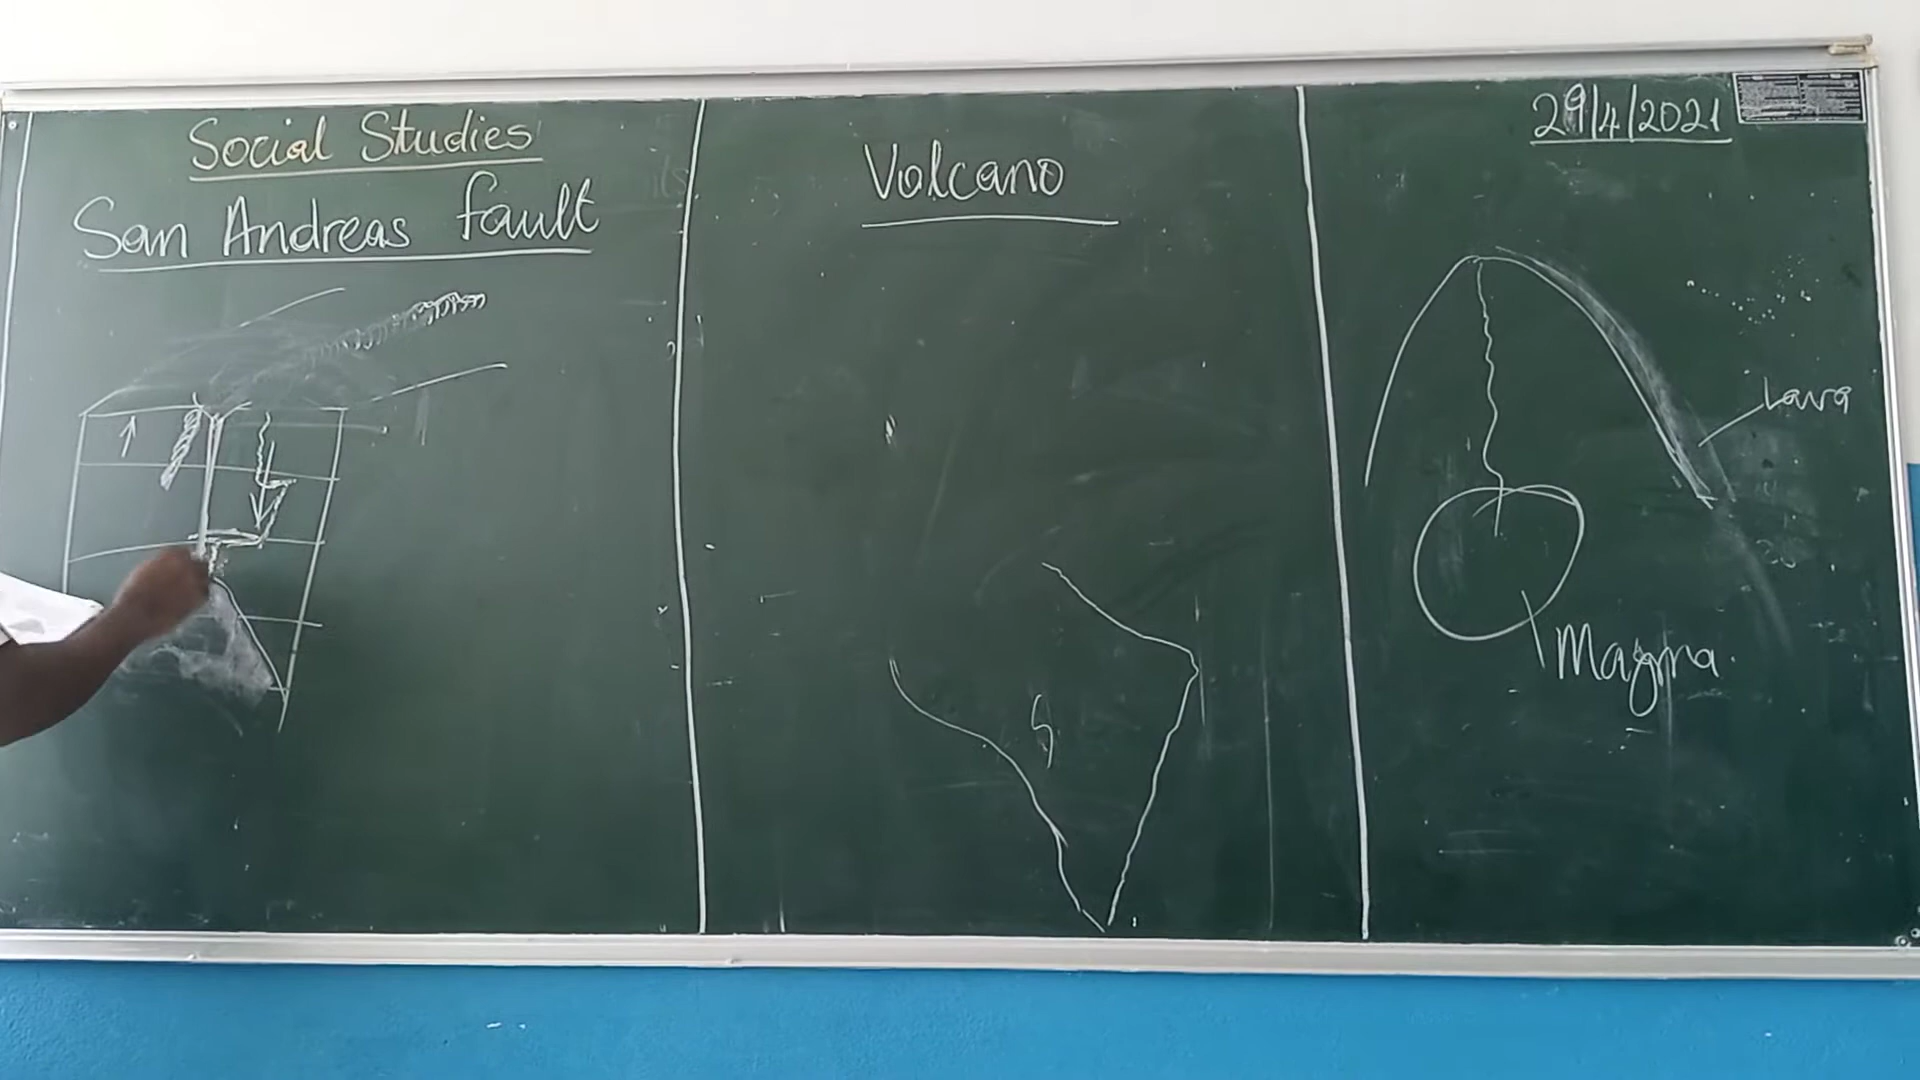 Social Studies
San Andreas fault
Volcano
29/4/2021
Lava
Magma.
S